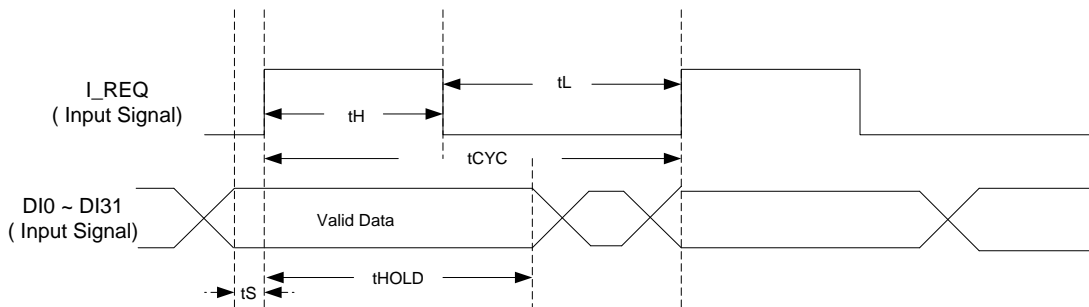 I_REQ
( Input Signal)
tH
tL
tCYC
DI0 ~ DI31
( Input Signal)
Valid Data
tHOLD
tS